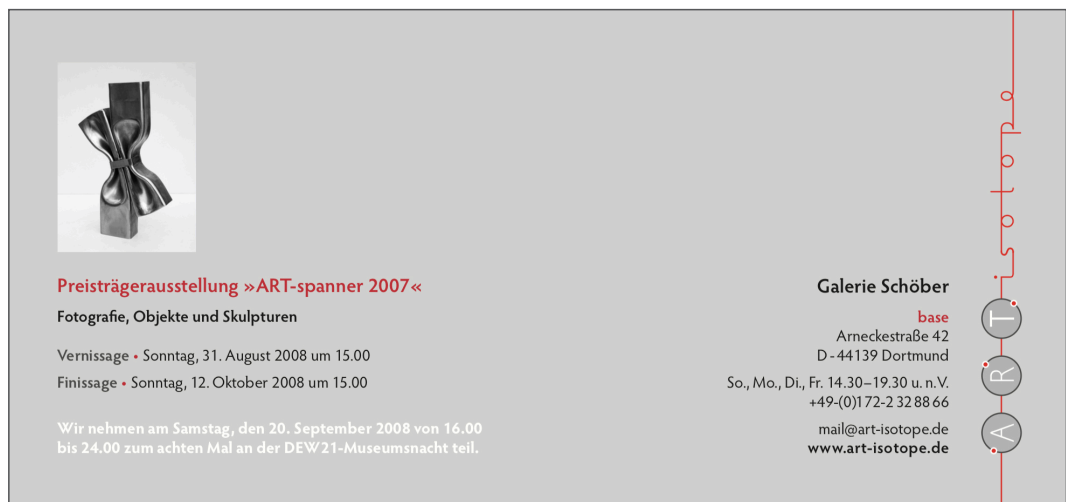 Preisträgerausstellung »ART-spanner 2007«
Fotografie, Objekte und Skulpturen
Vernissage • Sonntag, 31. August 2008 um 15.00
Finissage • Sonntag, 12. Oktober 2008 um 15.00
Wir nehmen am Samstag, den 20. September 2008 von 16.00
bis 24.00 zum achten Mal an der DEW21-Museumsnacht teil.
Galerie Schöber
base
Arneckestraße 42
D - 44139 Dortmund
So., Mo., Di., Fr. 14.30–19.30 u. n.V.
+49-(0)172-2 32 88 66
mail@art-isotope.de
www.art-isotope.de
ART isotope